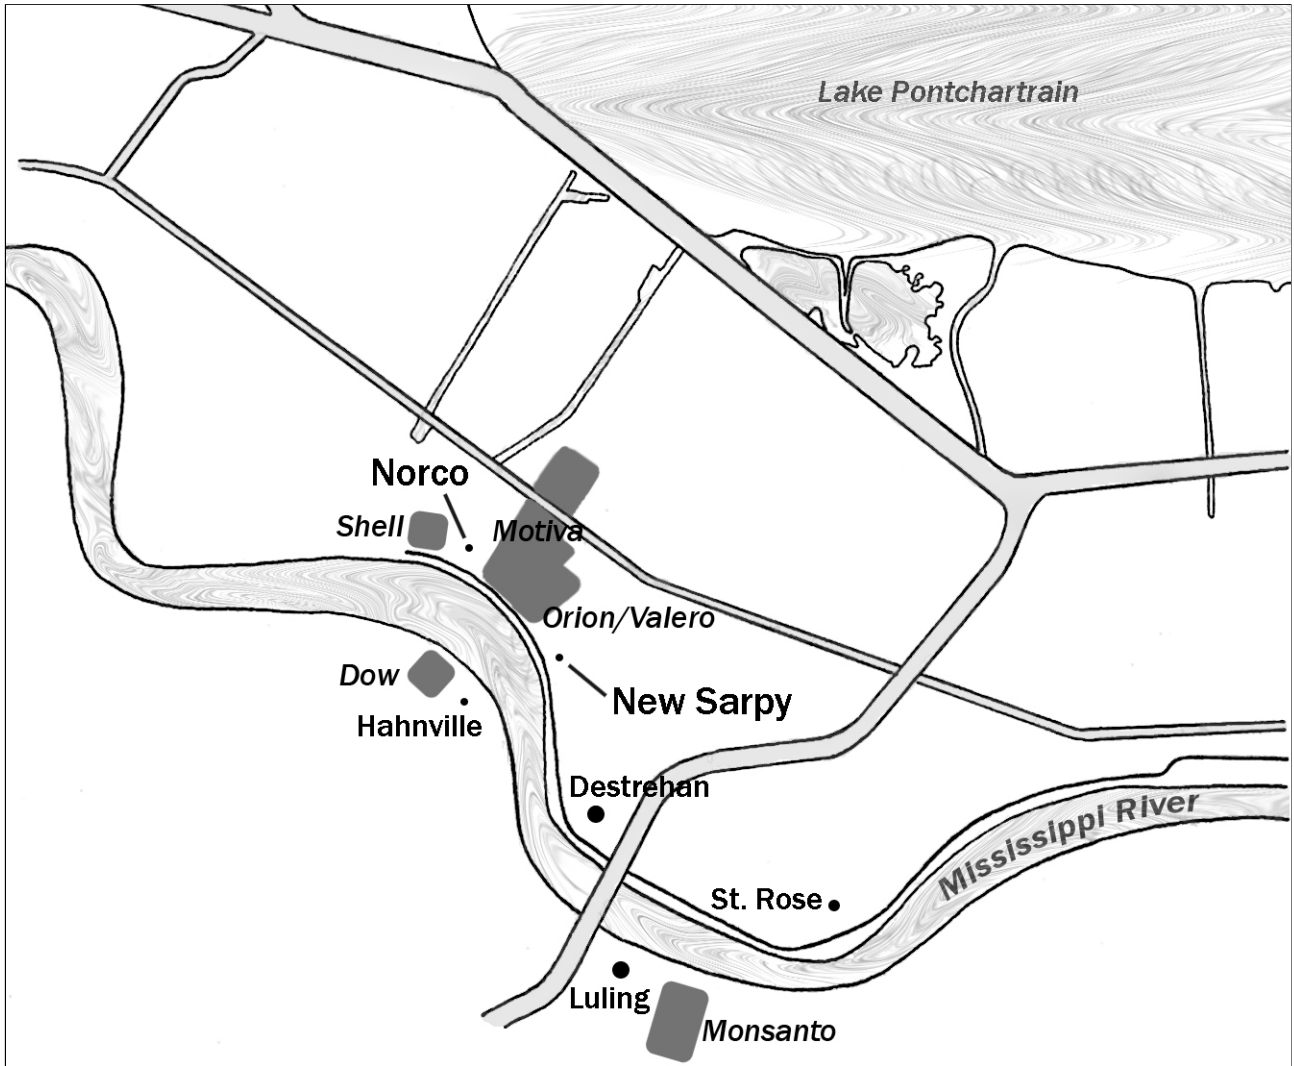 Lake Pontchartrain
Norco
Shell
Motiva
Orion/Valero
Dow
New Sarpy
Hahnville
Destrehan
Mississippi River
St. Rose
Luling
Monsanto